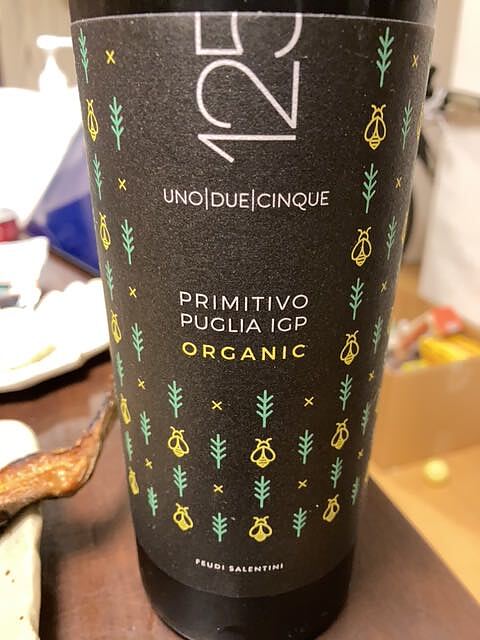 125
UNO|DUE|CINQUE
PRIMITIVO
PUGLIA IGP
ORGANIC
FEUDI SALENTINI